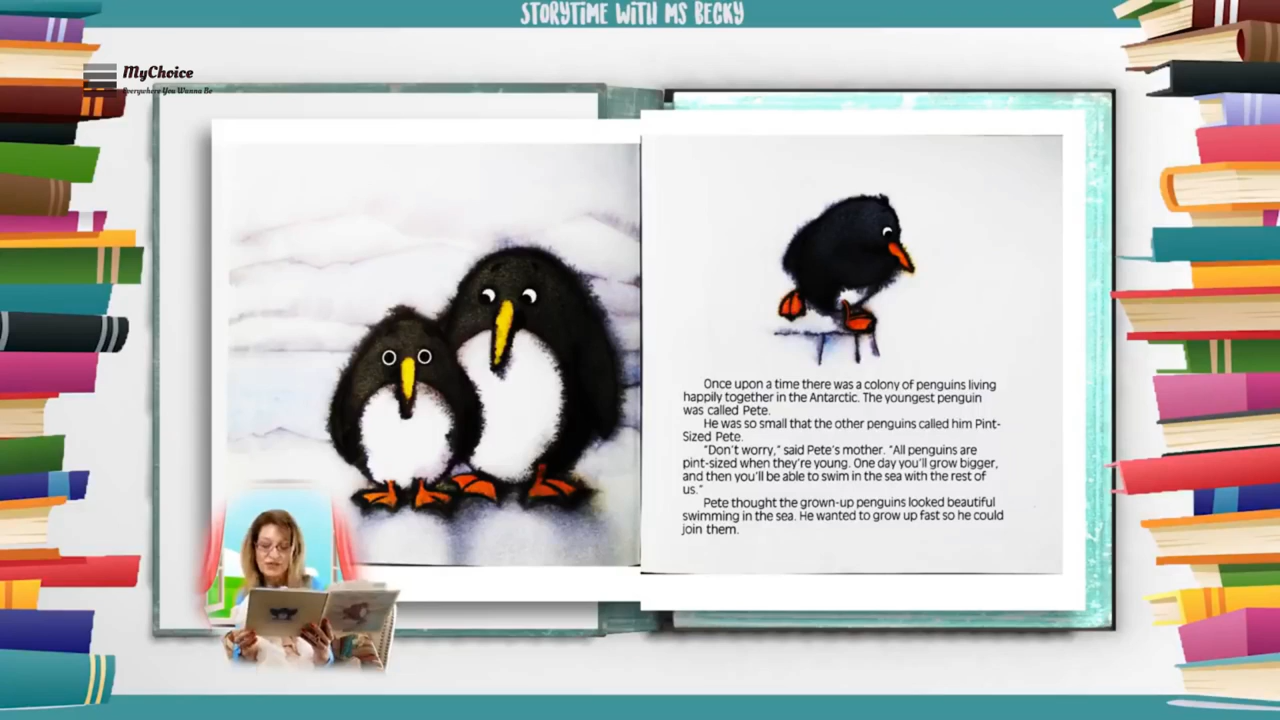 STORYTIME WITH MS BECKY
MyChoice
Everywhere You Wanna Be
Once upon a time there was a colony of penguins living
happily together in the Antarctic. The youngest penguin
was called Pete.
He was so small that the other penguins called him Pint-
Sized Pete.
"Don't worry," said Pete's mother. "All penguins are
pint-sized when they're young. One day you'll grow bigger,
and then you'll be able to swim in the sea with the rest of
us."
Pete thought the grown-up penguins looked beautiful
swimming in the sea. He wanted to grow up fast so he could
join them.